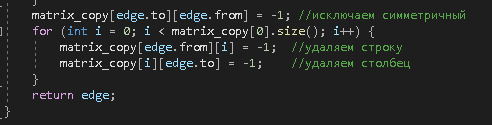 }
matrix_copy[edge.to][edge.from] = -1; //исключаем симметричный
for (int i = 0; i < matrix_copy[0].size(); i++) {
matrix_copy[edge.from][i] = -1; //удаляем строку
matrix_copy[i][edge.to] = -1; //удаляем столбец
}
return edge;
}